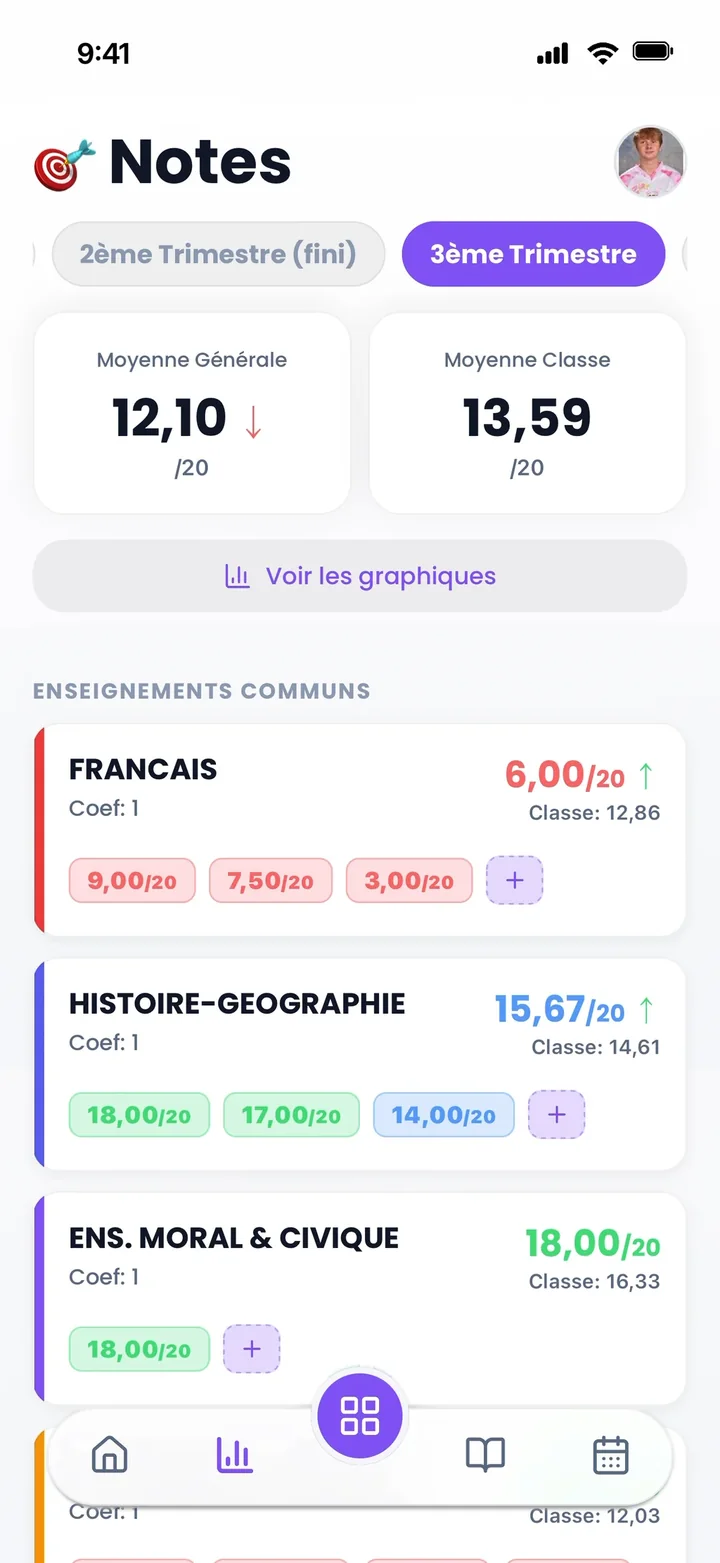 9:41
🎯 Notes
2ème Trimestre (fini)
3ème Trimestre
Moyenne Générale
12,10 ↓
/20
Moyenne Classe
13,59
/20
Voir les graphiques
ENSEIGNEMENTS COMMUNS
FRANCAIS
6,00/20 ↑
Coef: 1
Classe: 12,86
9,00/20 7,50/20 3,00/20 +
HISTOIRE-GEOGRAPHIE
15,67/20 ↑
Coef: 1
Classe: 14,61
18,00/20 17,00/20 14,00/20 +
ENS. MORAL & CIVIQUE
18,00/20
Coef: 1
Classe: 16,33
18,00/20 +
Coef: 1
Classe: 12,03